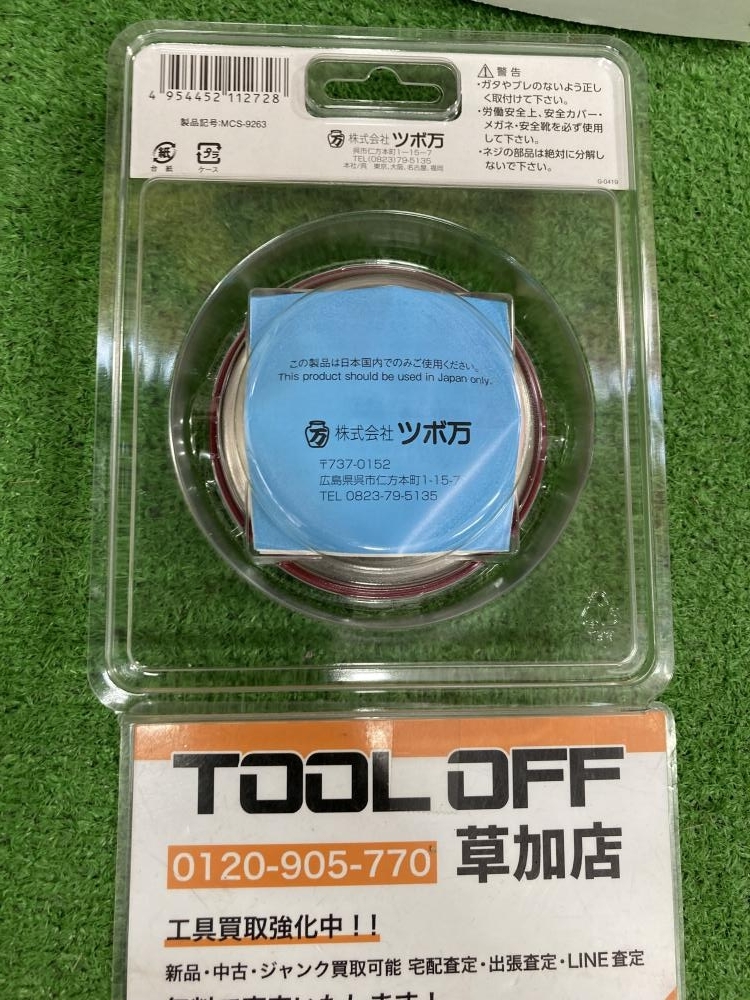 4 954452 112728
製品記号:MCS-9263
紙
台 紙
プラ
ケース
万 株式会社 ツボ万
呉市仁方本町1-15-7
TEL(0823)79-5135
本社/呉 東京、大阪、名古屋、福岡
警告
・ガタやブレのないよう正し
く取付けて下さい。
・労働安全上、安全カバー・
メガネ・安全靴を必ず使用
して下さい。
・ネジの部品は絶対に分解し
ないで下さい。
G-0419
この製品は日本国内でのみご使用ください。
This product should be used in Japan only.
万 株式会社 ツボ万
〒737-0152
広島県呉市仁方本町1-15-7
TEL 0823-79-5135
TOOL OFF
0120-905-770 草加店
工具買取強化中!!
新品・中古・ジャンク買取可能 宅配査定・出張査定・LINE査定